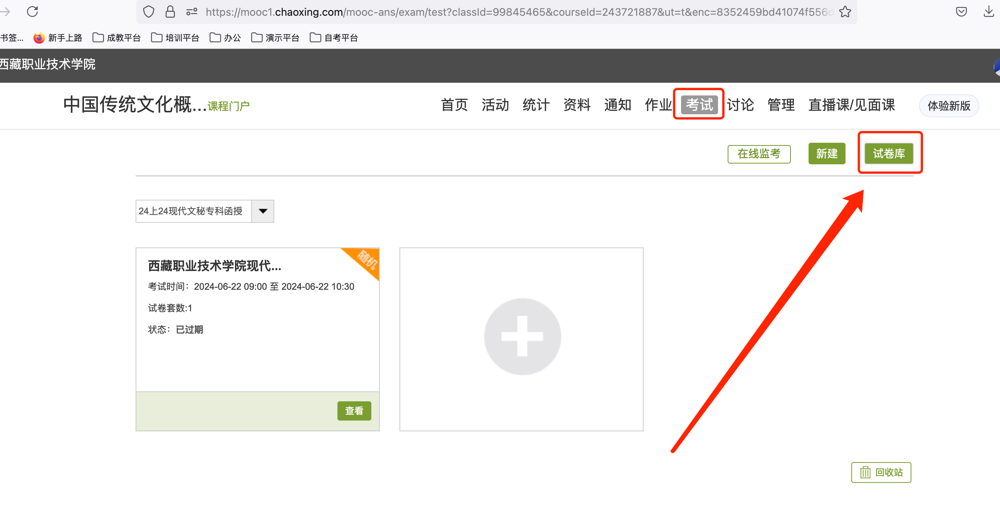 https://mooc1.chaoxing.com/mooc-ans/exam/test?classId=99845465&courseId=243721887&ut=t&enc=8352459bd41074f556d
书签... 新手上路 成教平台 培训平台 办公 演示平台 自考平台
西藏职业技术学院
中国传统文化概... 课程门户 首页 活动 统计 资料 通知 作业 考试 讨论 管理 直播课/见面课 体验新版
在线监考 新建 试卷库
24上24现代文秘专科函授
西藏职业技术学院现代... 随机
考试时间：2024-06-22 09:00 至 2024-06-22 10:30
试卷套数:1
状态：已过期
查看
回收站